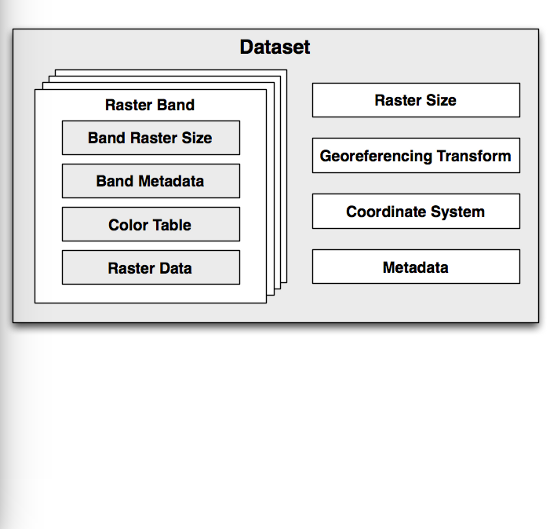 Dataset
Raster Band
Band Raster Size
Band Metadata
Color Table
Raster Data
Raster Size
Georeferencing Transform
Coordinate System
Metadata